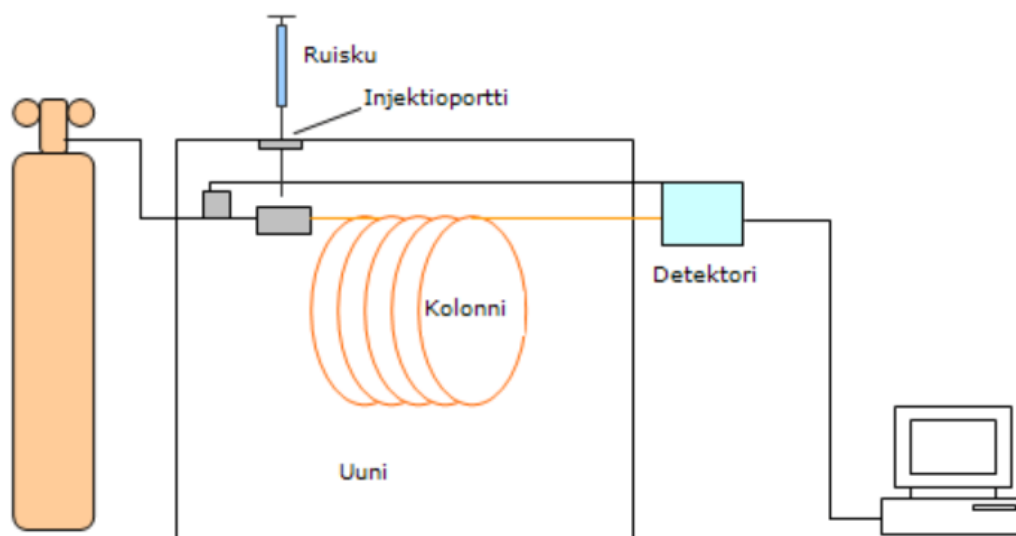 Ruisku
Injektioportti
Detektori
Kolonni
Uuni